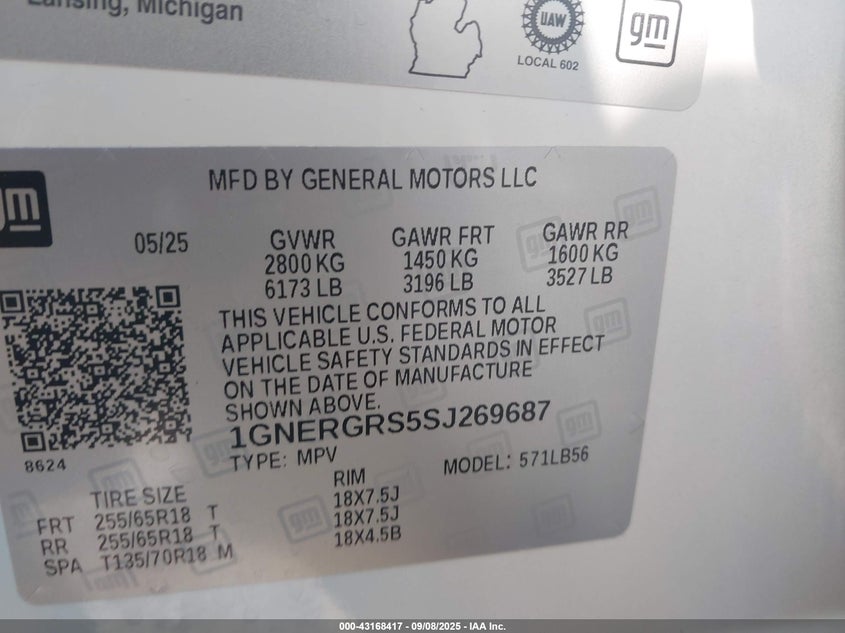 Lansing, Michigan
UAW
LOCAL 602
gm
gm
MFD BY GENERAL MOTORS LLC
05/25
GVWR GAWR FRT GAWR RR
2800 KG 1450 KG 1600 KG
6173 LB 3196 LB 3527 LB
THIS VEHICLE CONFORMS TO ALL
APPLICABLE U.S. FEDERAL MOTOR
VEHICLE SAFETY STANDARDS IN EFFECT
ON THE DATE OF MANUFACTURE
SHOWN ABOVE.
1GNERGRS5SJ269687
8624
TYPE: MPV MODEL: 571LB56
TIRE SIZE RIM
FRT 255/65R18 T 18X7.5J
RR 255/65R18 T 18X7.5J
SPA T135/70R18 M 18X4.5B
000-43168417 - 09/08/2025 - IAA Inc.